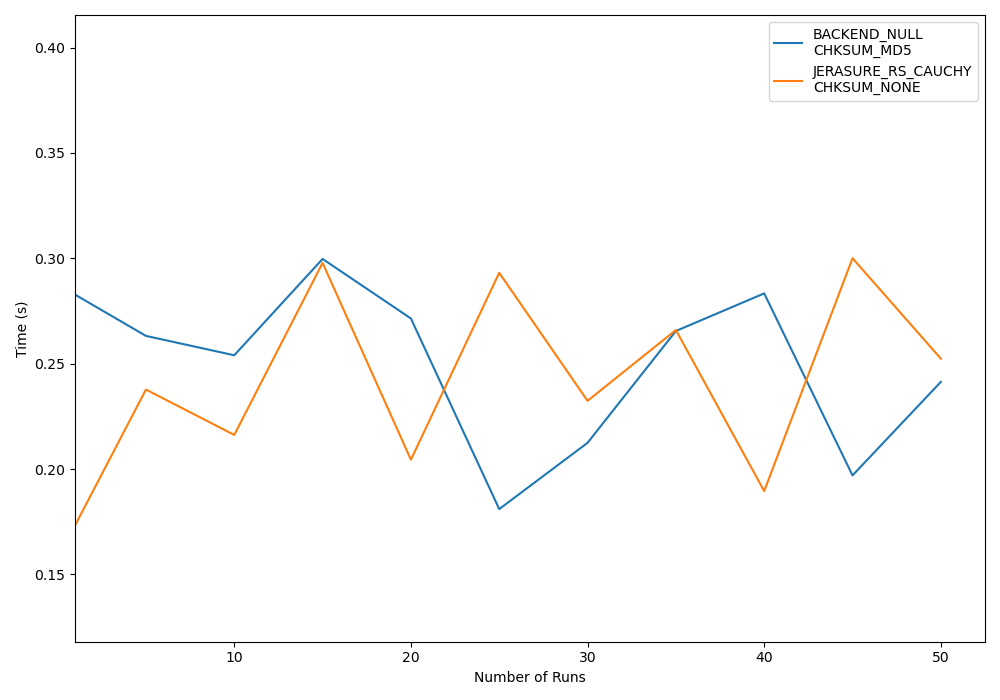 BACKEND_NULL
CHKSUM_MD5
JERASURE_RS_CAUCHY
CHKSUM_NONE
0.40
0.35
0.30
0.25
0.20
0.15
Time (s)
10 20 30 40 50
Number of Runs